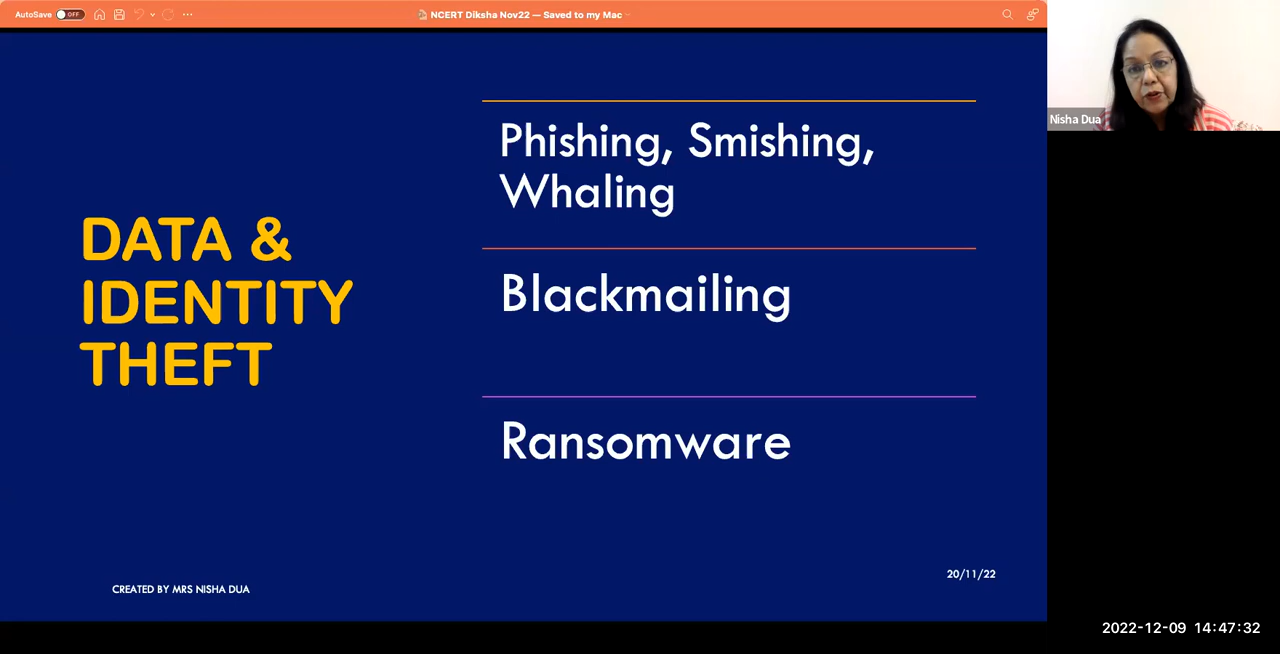 AutoSave OFF
NCERT Diksha Nov22 — Saved to my Mac
Nisha Dua
DATA &
IDENTITY
THEFT
Phishing, Smishing,
Whaling
Blackmailing
Ransomware
CREATED BY MRS NISHA DUA
20/11/22
2022-12-09 14:47:32